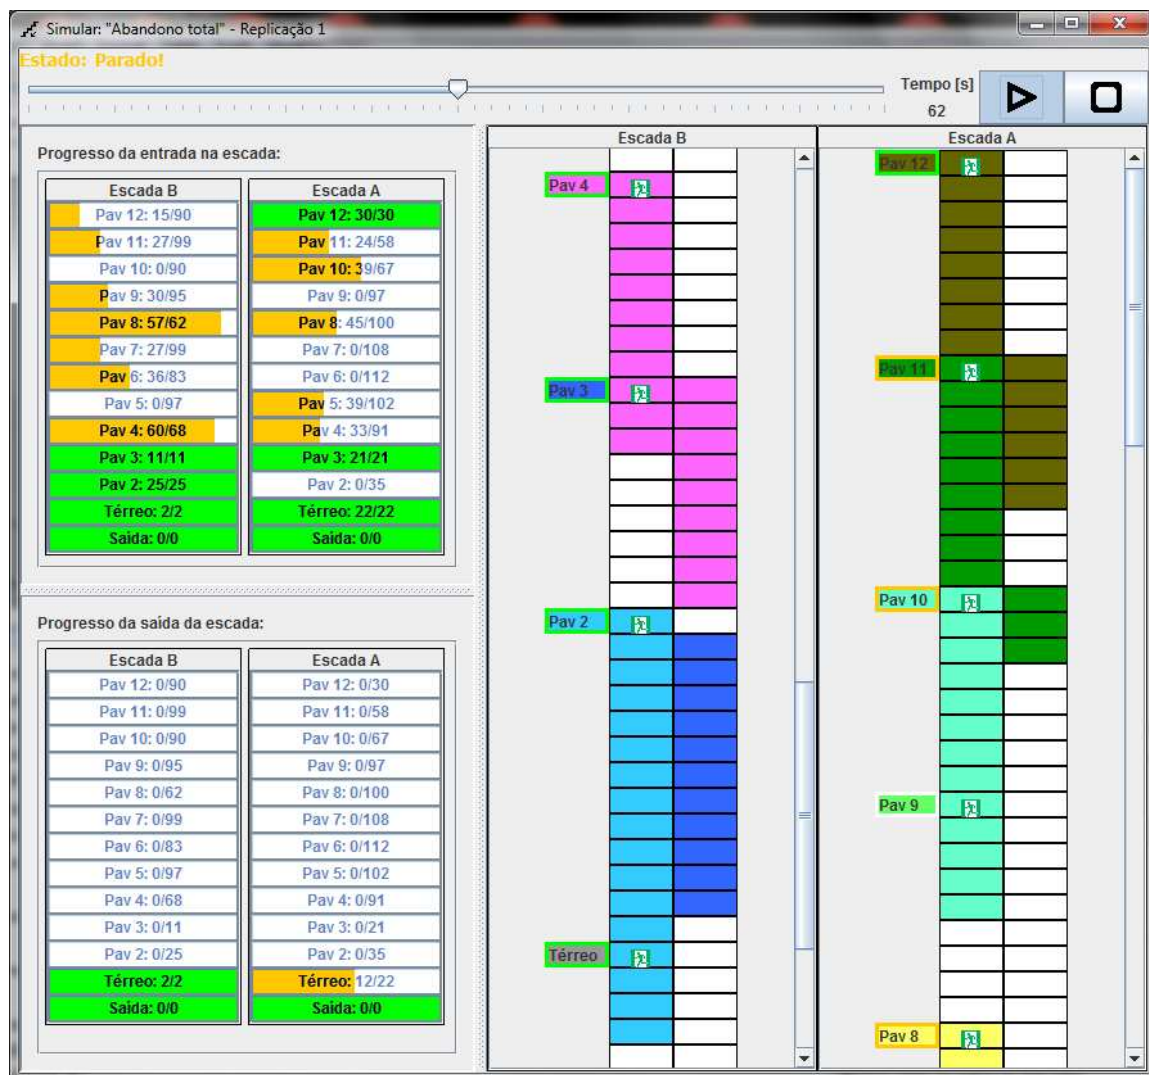 Simular: "Abandono total" - Replicação 1
Estado: Parado!
Tempo [s]
62
Progresso da entrada na escada:
Escada B
Pav 12: 15/90
Pav 11: 27/99
Pav 10: 0/90
Pav 9: 30/95
Pav 8: 57/62
Pav 7: 27/99
Pav 6: 36/83
Pav 5: 0/97
Pav 4: 60/68
Pav 3: 11/11
Pav 2: 25/25
Térreo: 2/2
Saida: 0/0
Escada A
Pav 12: 30/30
Pav 11: 24/58
Pav 10: 39/67
Pav 9: 0/97
Pav 8: 45/100
Pav 7: 0/108
Pav 6: 0/112
Pav 5: 39/102
Pav 4: 33/91
Pav 3: 21/21
Pav 2: 0/35
Térreo: 22/22
Saida: 0/0
Progresso da saída da escada:
Escada B
Pav 12: 0/90
Pav 11: 0/99
Pav 10: 0/90
Pav 9: 0/95
Pav 8: 0/62
Pav 7: 0/99
Pav 6: 0/83
Pav 5: 0/97
Pav 4: 0/68
Pav 3: 0/11
Pav 2: 0/25
Térreo: 2/2
Saida: 0/0
Escada A
Pav 12: 0/30
Pav 11: 0/58
Pav 10: 0/67
Pav 9: 0/97
Pav 8: 0/100
Pav 7: 0/108
Pav 6: 0/112
Pav 5: 0/102
Pav 4: 0/91
Pav 3: 0/21
Pav 2: 0/35
Térreo: 12/22
Saida: 0/0
Escada B
Pav 4
Pav 3
Pav 2
Térreo
Escada A
Pav 12
Pav 11
Pav 10
Pav 9
Pav 8